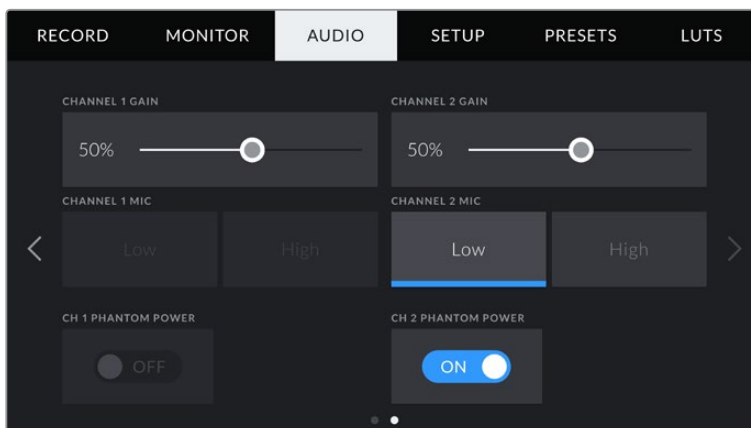 RECORD MONITOR AUDIO SETUP PRESETS LUTS
CHANNEL 1 GAIN CHANNEL 2 GAIN
50% 50%
CHANNEL 1 MIC CHANNEL 2 MIC
Low High Low High
CH 1 PHANTOM POWER CH 2 PHANTOM POWER
OFF ON